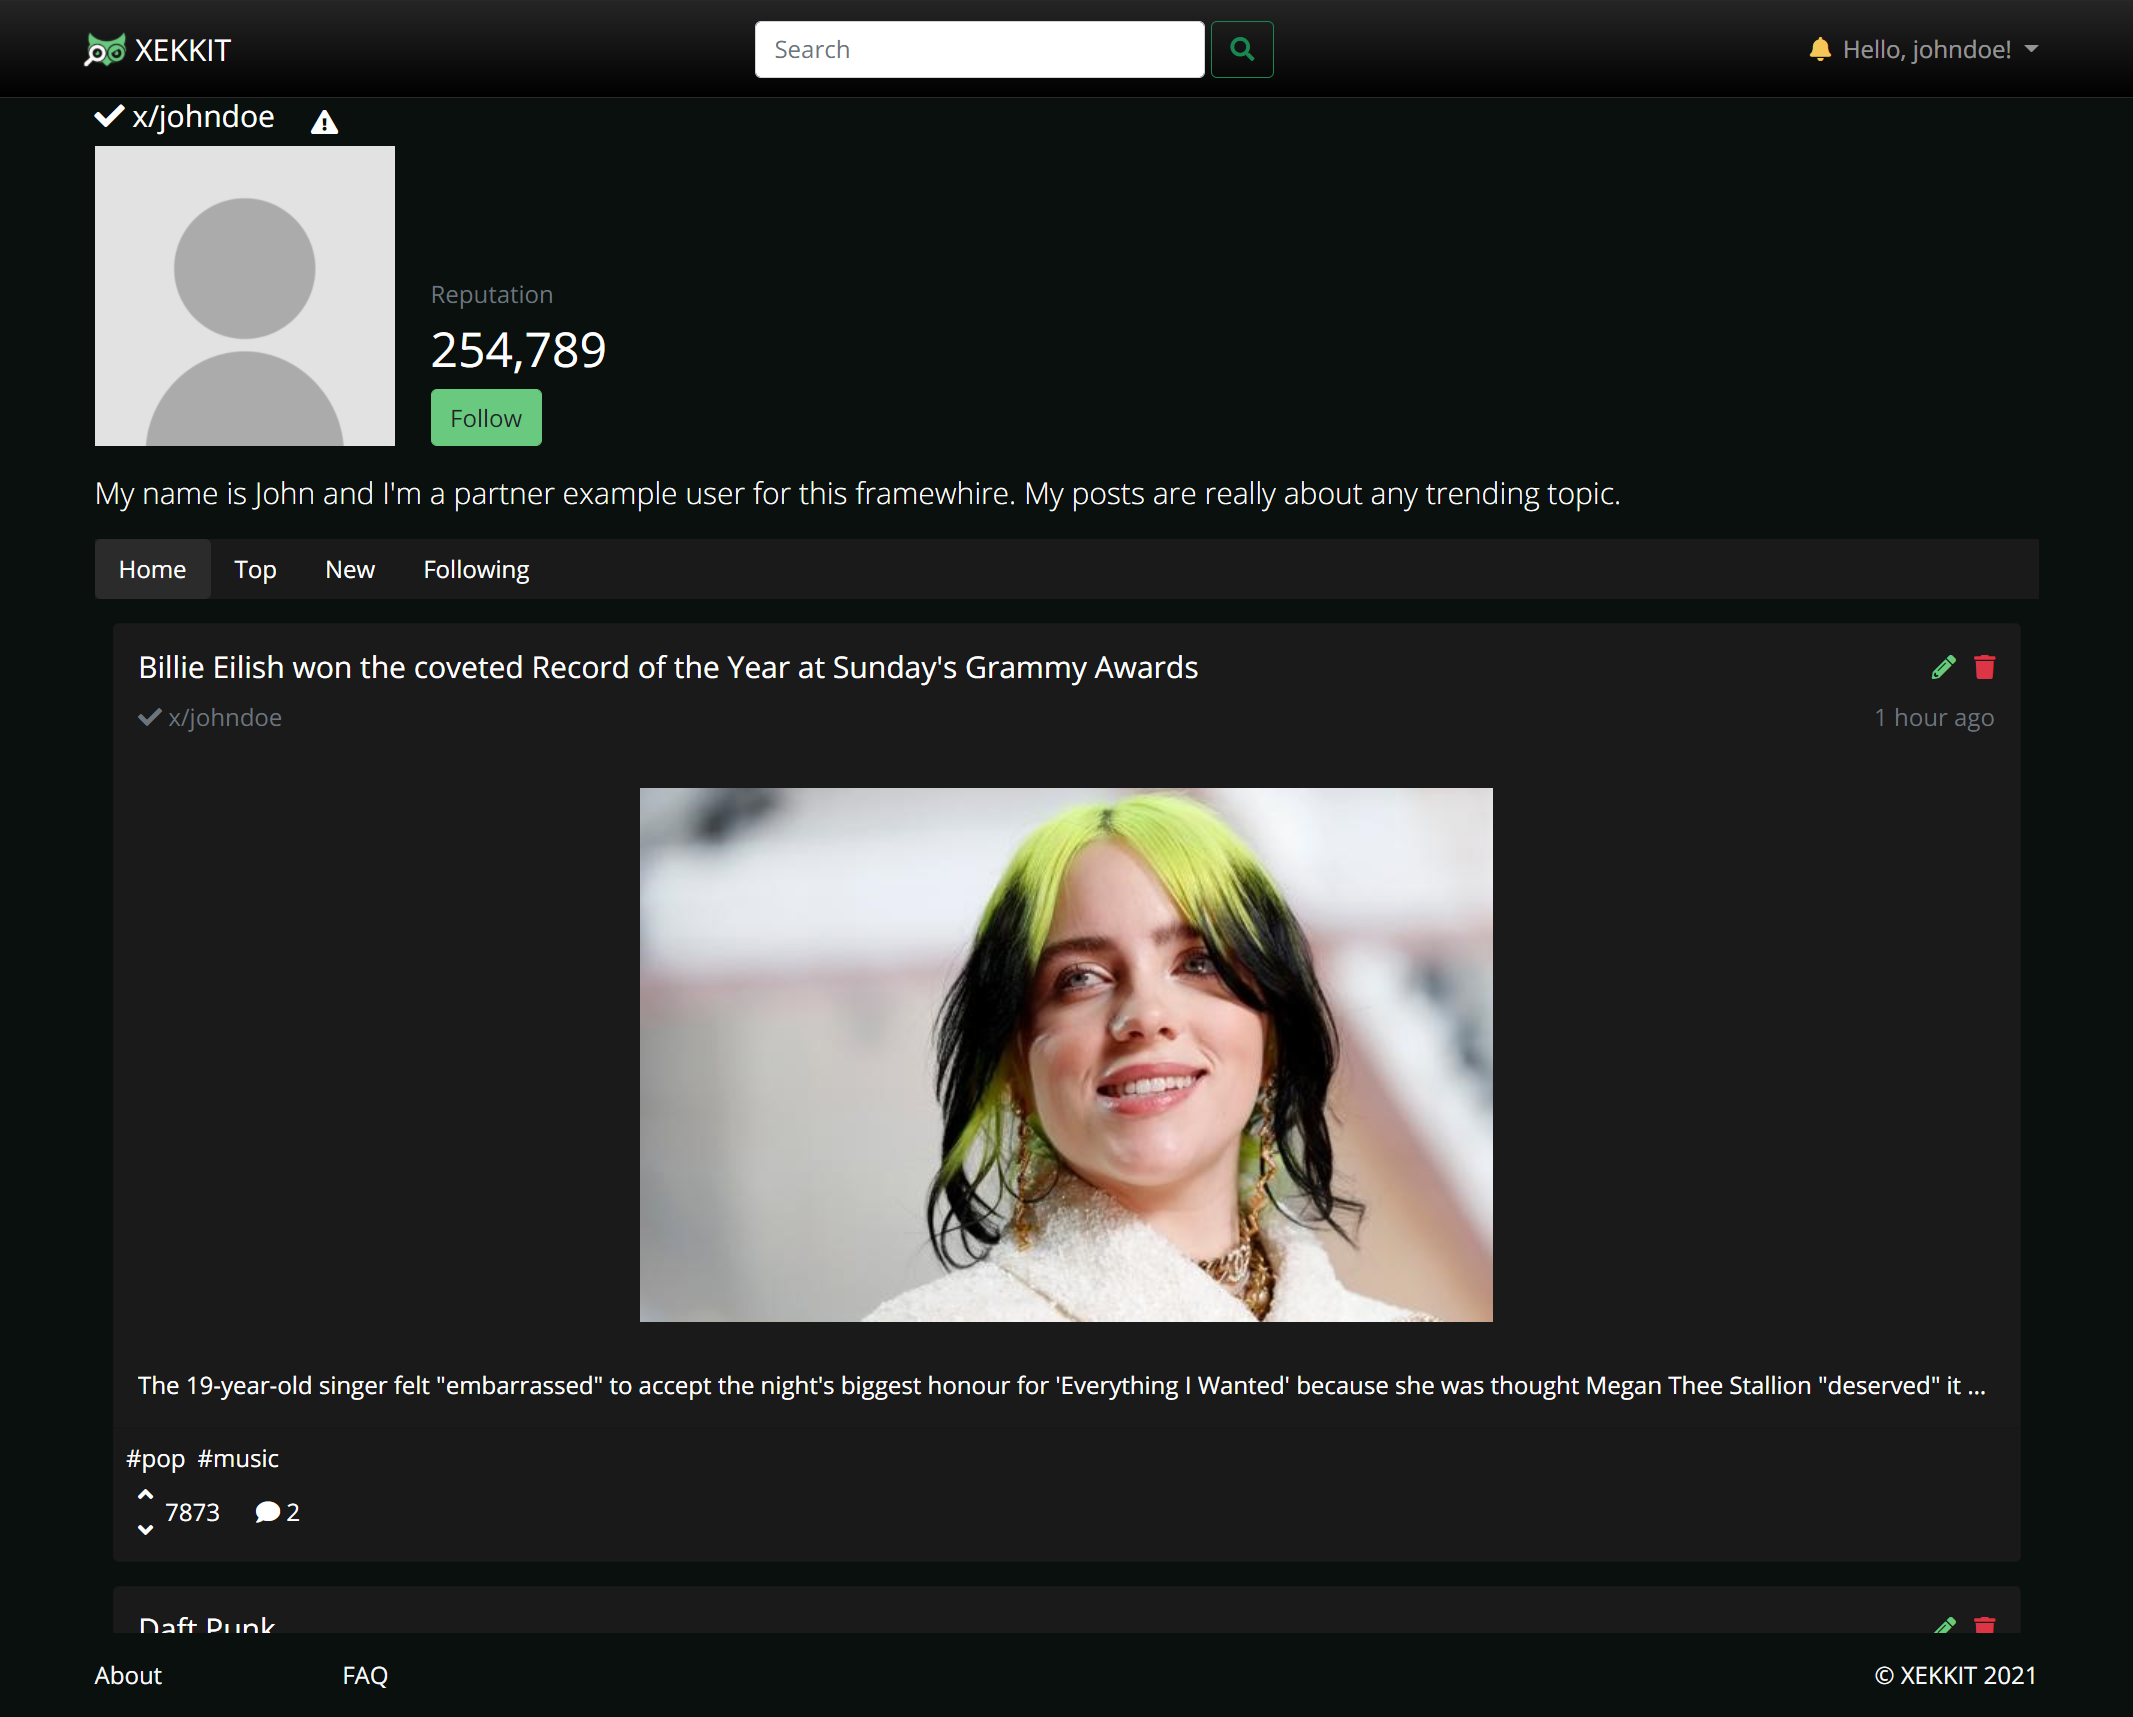 XEKKIT
Search
Hello, johndoe!
x/johndoe
Reputation
254,789
Follow
My name is John and I'm a partner example user for this framewhire. My posts are really about any trending topic.
Home Top New Following
Billie Eilish won the coveted Record of the Year at Sunday's Grammy Awards
x/johndoe 1 hour ago
The 19-year-old singer felt "embarrassed" to accept the night's biggest honour for 'Everything I Wanted' because she was thought Megan Thee Stallion "deserved" it ...
#pop #music
7873 2
Daft Punk
About FAQ © XEKKIT 2021